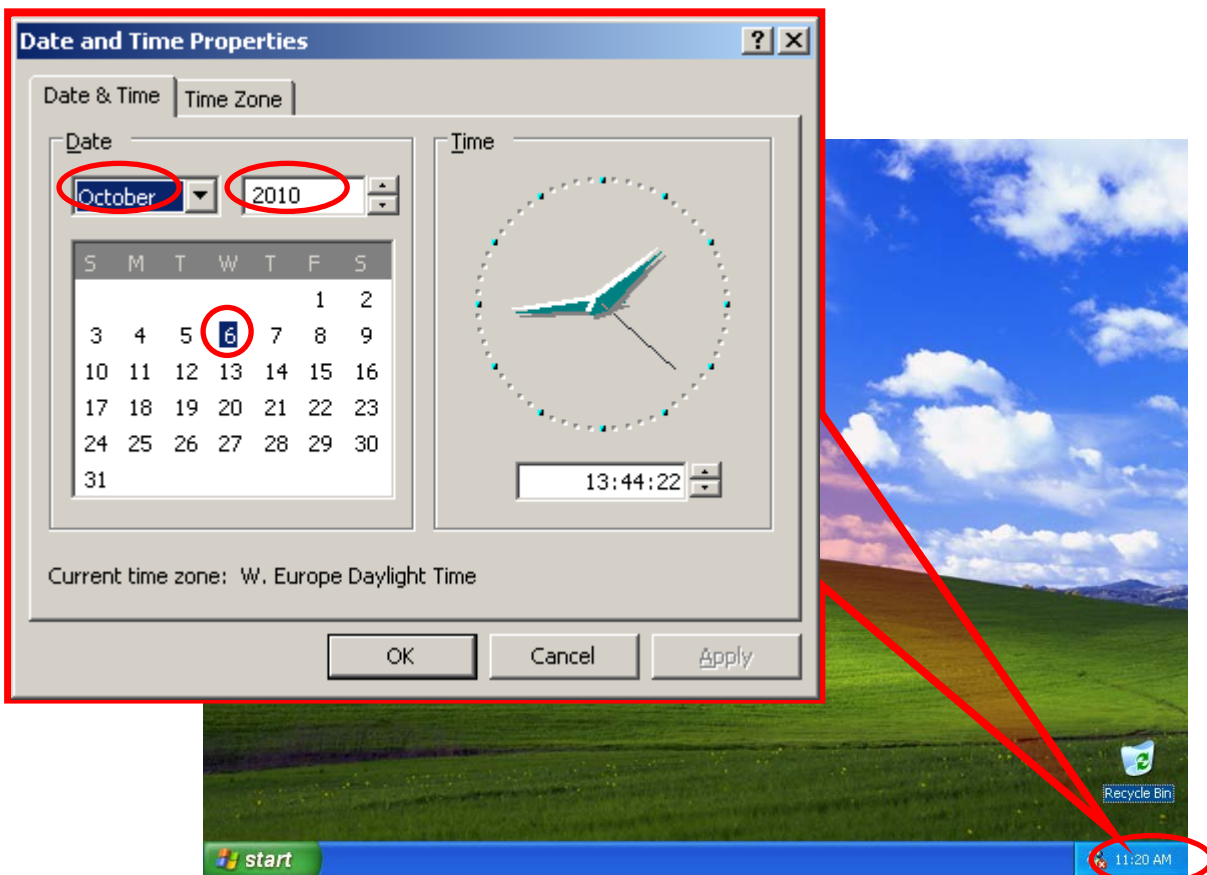 Date and Time Properties
Date & Time Time Zone
Date
October 2010
S M T W T F S
1 2
3 4 5 6 7 8 9
10 11 12 13 14 15 16
17 18 19 20 21 22 23
24 25 26 27 28 29 30
31
Time
13:44:22
Current time zone: W. Europe Daylight Time
OK Cancel Apply
Recycle Bin
start 11:20 AM